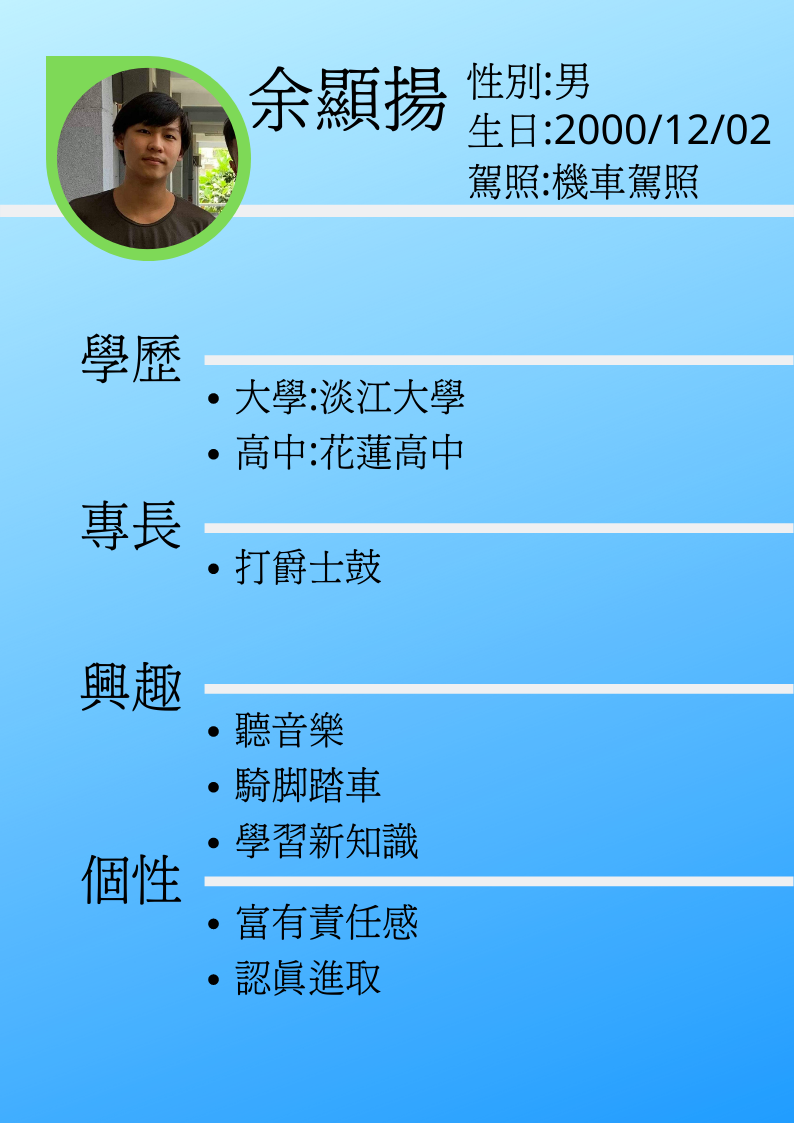 余顯揚
性別:男
生日:2000/12/02
駕照:機車駕照
學歷
• 大學:淡江大學
• 高中:花蓮高中
專長
• 打爵士鼓
興趣
• 聽音樂
• 騎脚踏車
• 學習新知識
個性
• 富有責任感
• 認眞進取